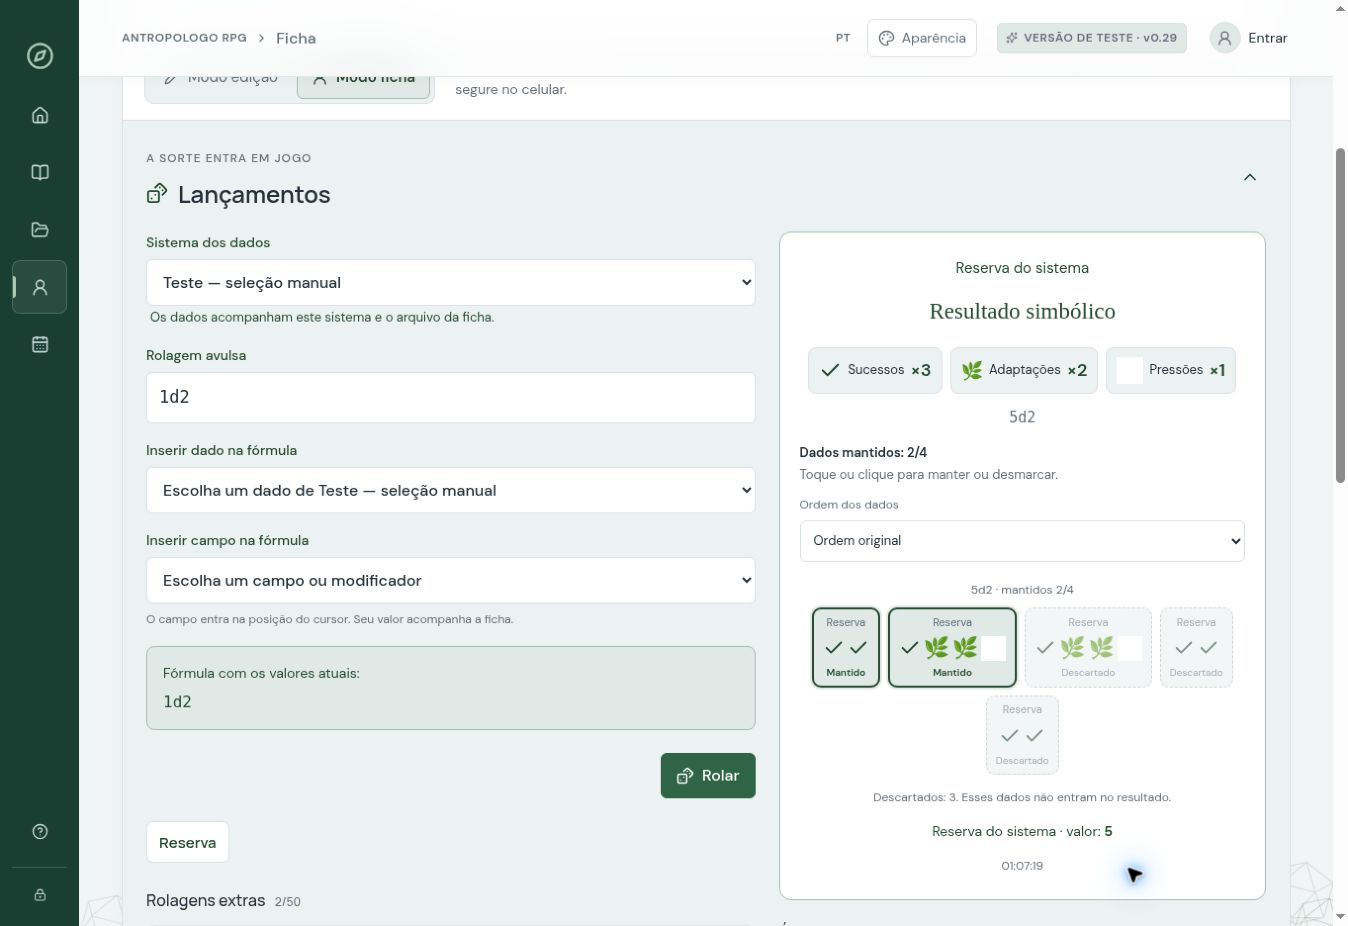 ANTROPOLOGO RPG > Ficha
PT
Aparência
VERSÃO DE TESTE · v0.29
Entrar
Modo edição
Modo ficha
segure no celular.
A SORTE ENTRA EM JOGO
Lançamentos
Sistema dos dados
Teste — seleção manual
Os dados acompanham este sistema e o arquivo da ficha.
Rolagem avulsa
1d2
Inserir dado na fórmula
Escolha um dado de Teste — seleção manual
Inserir campo na fórmula
Escolha um campo ou modificador
O campo entra na posição do cursor. Seu valor acompanha a ficha.
Fórmula com os valores atuais:
1d2
Rolar
Reserva
Rolagens extras 2/50
Reserva do sistema
Resultado simbólico
Sucessos ×3
Adaptações ×2
Pressões ×1
5d2
Dados mantidos: 2/4
Toque ou clique para manter ou desmarcar.
Ordem dos dados
Ordem original
5d2 · mantidos 2/4
Reserva
Mantido
Reserva
Mantido
Reserva
Descartado
Reserva
Descartado
Reserva
Descartado
Descartados: 3. Esses dados não entram no resultado.
Reserva do sistema · valor: 5
01:07:19